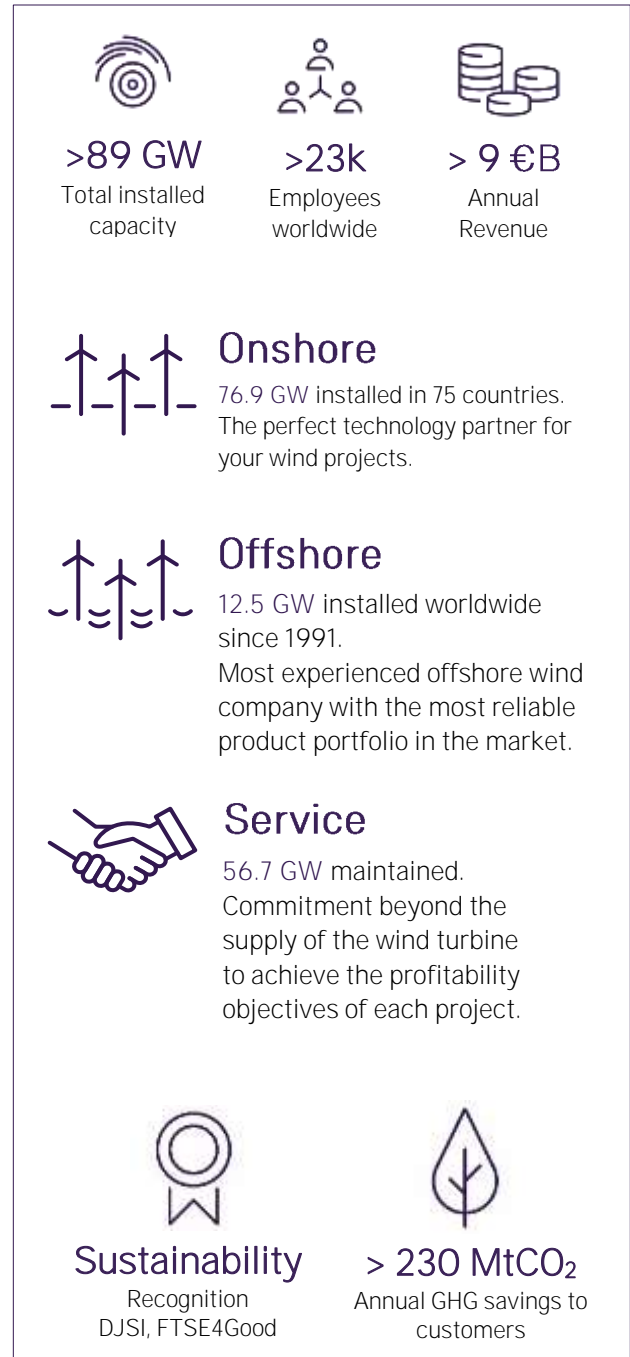 >89 GW
Total installed
capacity
>23k
Employees
worldwide
> 9 €B
Annual
Revenue
Onshore
76.9 GW installed in 75 countries.
The perfect technology partner for
your wind projects.
Offshore
12.5 GW installed worldwide
since 1991.
Most experienced offshore wind
company with the most reliable
product portfolio in the market.
Service
56.7 GW maintained.
Commitment beyond the
supply of the wind turbine
to achieve the profitability
objectives of each project.
Sustainability
Recognition
DJSI, FTSE4Good
> 230 MtCO₂
Annual GHG savings to
customers